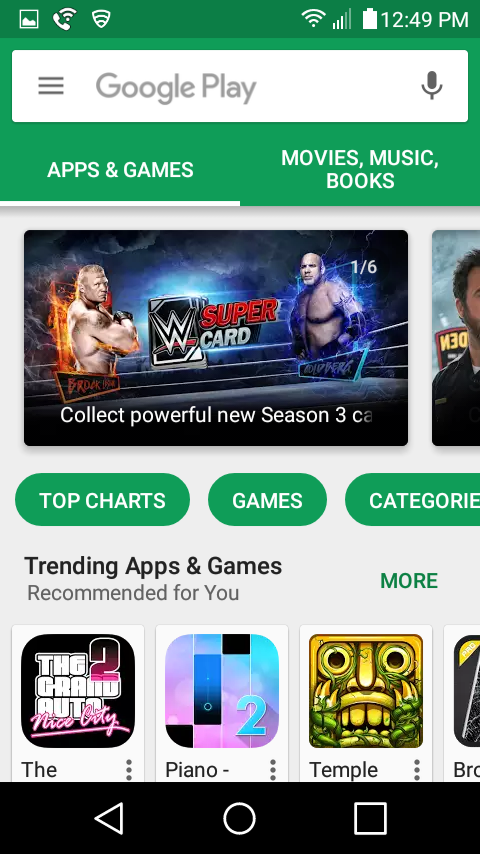 12:49 PM
Google Play
APPS & GAMES
MOVIES, MUSIC,
BOOKS
1/6
W
SUPER
CARD
BROCK
GOLDBERG
Collect powerful new Season 3 ca
TOP CHARTS
GAMES
CATEGORIE
Trending Apps & Games
Recommended for You
MORE
THE 2
GRAND
AUTO
Nice City
2
PRO
The
Piano -
Temple
Bro